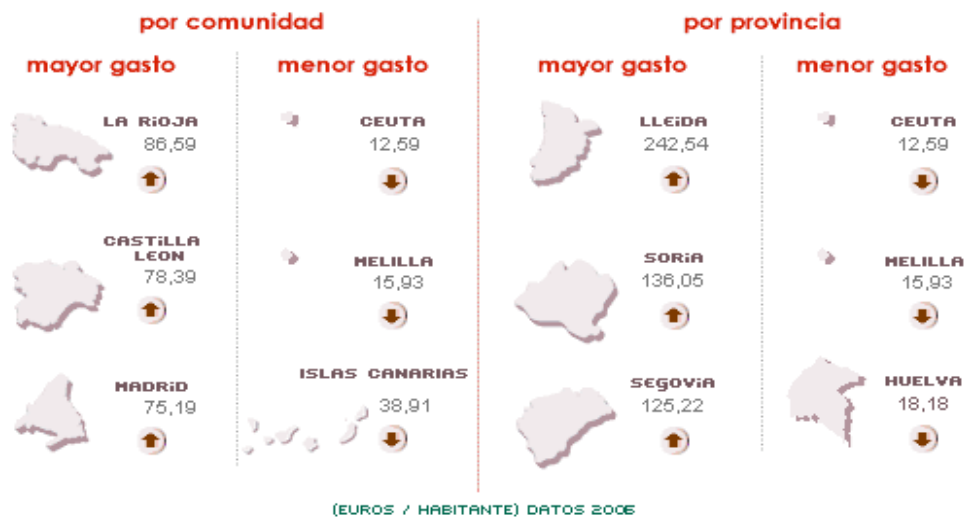 por comunidad
mayor gasto
menor gasto
LA RiOJA
86,59
CASTiLLA
LEON
78,39
MADRiD
75,19
CEUTA
12,59
MELILLA
15,93
ISLAS CANARIAS
38,91
por provincia
mayor gasto
menor gasto
LLEiDA
242,54
SORiA
136,05
SEGOViA
125,22
CEUTA
12,59
MELILLA
15,93
HUELVA
18,18
(EUROS / HABITANTE) DATOS 2006